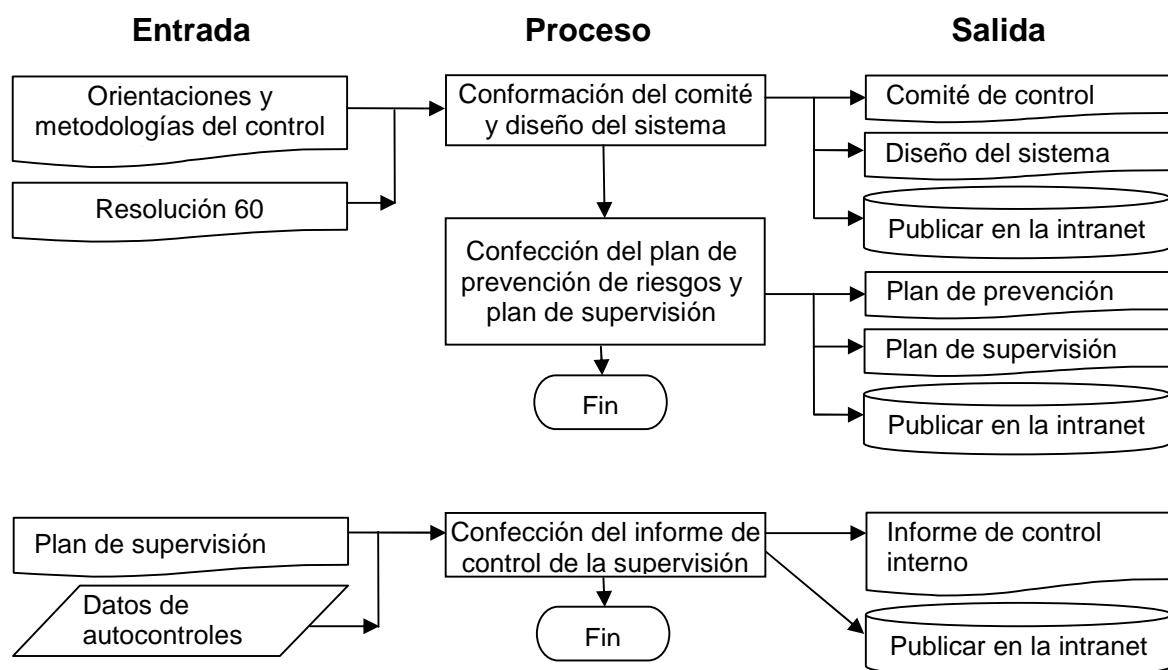 Entrada
Proceso
Salida
Orientaciones y
metodologías del control
Resolución 60
Conformación del comité
y diseño del sistema
Comité de control
Diseño del sistema
Publicar en la intranet
Confección del plan de
prevención de riesgos y
plan de supervisión
Plan de prevención
Plan de supervisión
Publicar en la intranet
Fin
Plan de supervisión
Datos de
autocontroles
Confección del informe de
control de la supervisión
Fin
Informe de control
interno
Publicar en la intranet